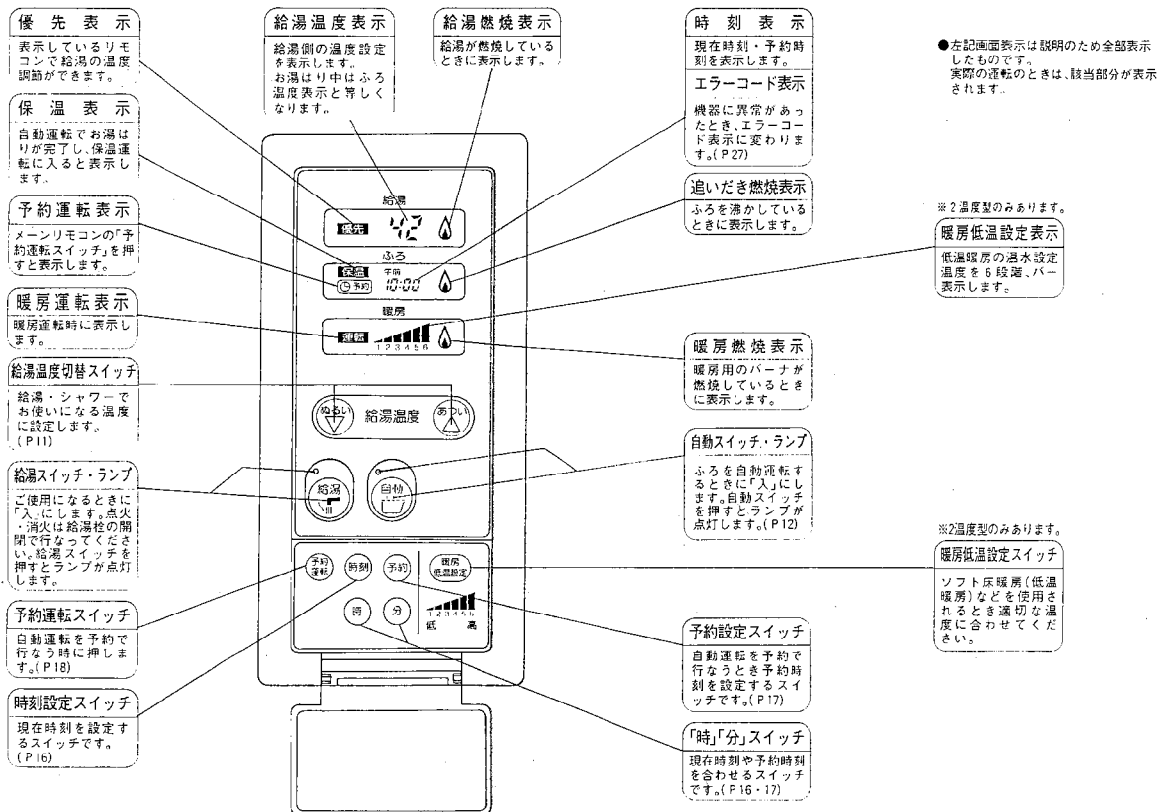 優先表示
表示しているリモ
コンで給湯の温度
調節ができます。
保温表示
自動運転でお湯は
りが完了し、保温運
転に入ると表示し
ます。
予約運転表示
メーンリモコンの「予
約運転スイッチ」を押
すと表示します。
暖房運転表示
暖房運転時に表示し
ます。
給湯温度切替スイッチ
給湯・シャワーで
お使いになる温度
に設定します。
(P11)
給湯スイッチ・ランプ
ご使用になるときに
「入」にします。点火
・消火は給湯栓の開
閉で行なってくださ
い。給湯スイッチを
押すとランプが点灯
します。
予約運転スイッチ
自動運転を予約で
行なう時に押しま
す。(P18)
時刻設定スイッチ
現在時刻を設定す
るスイッチです。
(P16)
給湯温度表示
給湯側の温度設定
を表示します。
お湯はり中はふろ
温度表示と等しく
なります。
給湯燃焼表示
給湯が燃焼している
ときに表示します。
給湯
優先 42
ふろ
保温 午前
予約 10:00
暖房
運転 1 2 3 4 5 6
ぬるい 給湯温度 あつい
給湯 自動
予約運転 時刻 予約 暖房低温設定
時 分
1 2 3 4 5 6
低 高
時刻表示
現在時刻・予約時
刻を表示します。
エラーコード表示
機器に異常があっ
たとき、エラーコー
ド表示に変わりま
す。(P27)
追いだき燃焼表示
ふろを沸かしている
ときに表示します。
暖房燃焼表示
暖房用のバーナが
燃焼しているとき
に表示します。
自動スイッチ・ランプ
ふろを自動運転す
るときに「入」にし
ます。自動スイッチ
を押すとランプが
点灯します。(P12)
予約設定スイッチ
自動運転を予約で
行なうとき予約時
刻を設定するスイ
ッチです。(P17)
「時」「分」スイッチ
現在時刻や予約時刻
を合わせるスイッチ
です。(P16・17)
●左記画面表示は説明のため全部表示
したものです。
実際の運転のときは、該当部分が表示
されます。
※2温度型のみあります。
暖房低温設定表示
低温暖房の温水設定
温度を6段階、バー
表示します。
※2温度型のみあります。
暖房低温設定スイッチ
ソフト床暖房(低温
暖房)などを使用さ
れるとき適切な温
度に合わせてくだ
さい。